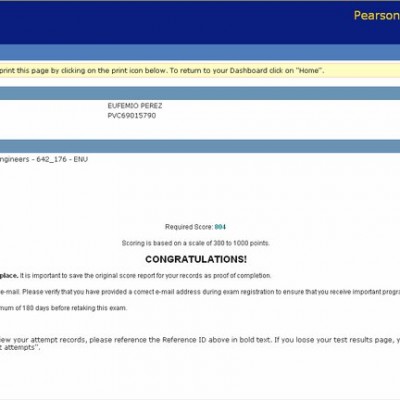 Pearson
print this page by clicking on the print icon below. To return to your Dashboard click on "Home".
EUFEMIO PEREZ
PVC69015790
ngineers - 642_176 - ENU
Required Score: 804
Scoring is based on a scale of 300 to 1000 points.
CONGRATULATIONS!
place. It is important to save the original score report for your records as proof of completion.
e-mail. Please verify that you have provided a correct e-mail address during exam registration to ensure that you receive important progra
mum of 180 days before retaking this exam.
iew your attempt records, please reference the Reference ID above in bold text. If you loose your test results page, y
t attempts".